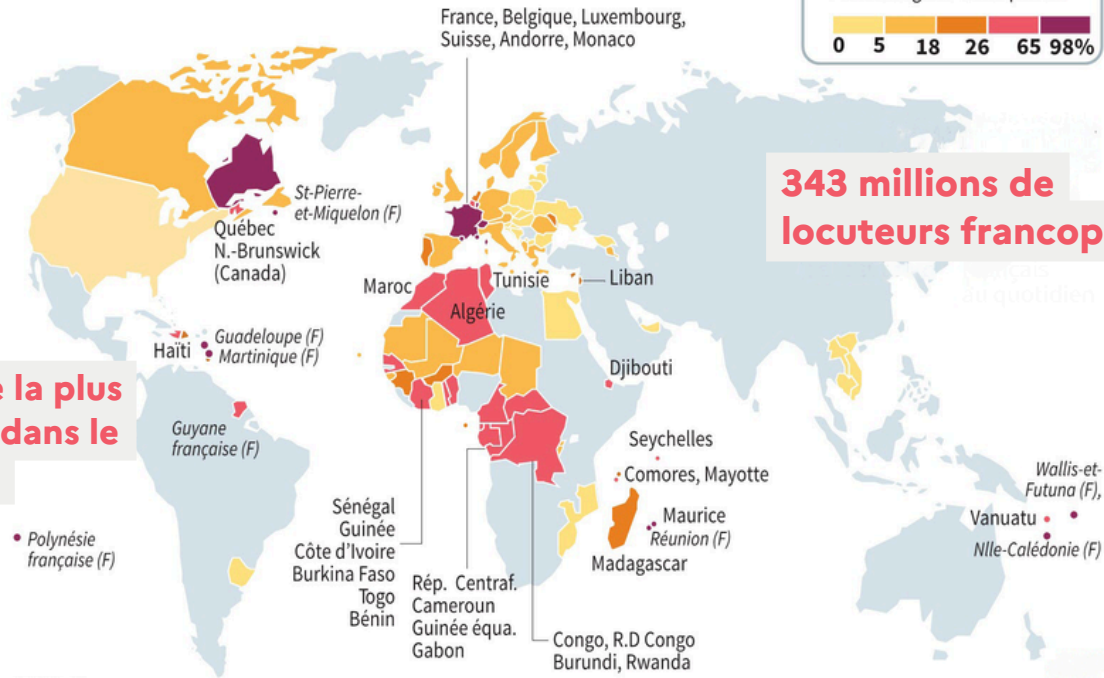 France, Belgique, Luxembourg,
Suisse, Andorre, Monaco
0 5 18 26 65 98%
343 millions de
locuteurs francop
français
au quotidien
St-Pierre-
et-Miquelon (F)
Québec
N.-Brunswick
(Canada)
Maroc
Tunisie
Algérie
Liban
Haïti
Guadeloupe (F)
Martinique (F)
Djibouti
la plus
dans le
Guyane
française (F)
Seychelles
Comores, Mayotte
Maurice
Réunion (F)
Madagascar
Wallis-et-
Futuna (F),
Vanuatu
Nlle-Calédonie (F)
Polynésie
française (F)
Sénégal
Guinée
Côte d'Ivoire
Burkina Faso
Togo
Bénin
Rép. Centraf.
Cameroun
Guinée équa.
Gabon
Congo, R.D Congo
Burundi, Rwanda